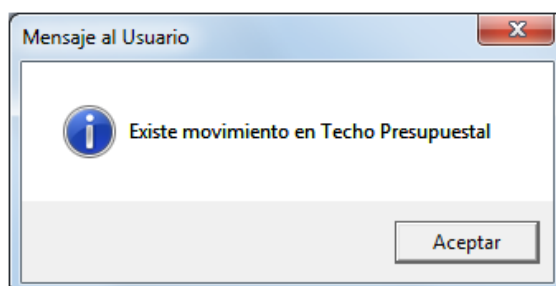 Mensaje al Usuario
Existe movimiento en Techo Presupuestal
Aceptar